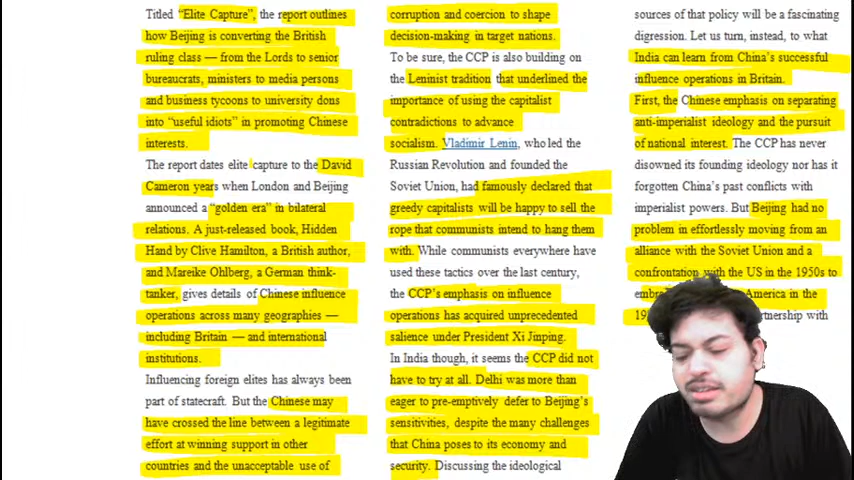 Titled “Elite Capture”, the report outlines
how Beijing is converting the British
ruling class — from the Lords to senior
bureaucrats, ministers to media persons
and business tycoons to university dons
into “useful idiots” in promoting Chinese
interests.
The report dates elite capture to the David
Cameron years when London and Beijing
announced a “golden era” in bilateral
relations. A just-released book, Hidden
Hand by Clive Hamilton, a British author,
and Mareike Ohlberg, a German think-
tanker, gives details of Chinese influence
operations across many geographies —
including Britain — and international
institutions.
Influencing foreign elites has always been
part of statecraft. But the Chinese may
have crossed the line between a legitimate
effort at winning support in other
countries and the unacceptable use of
corruption and coercion to shape
decision-making in target nations.
To be sure, the CCP is also building on
the Leninist tradition that underlined the
importance of using the capitalist
contradictions to advance
socialism. Vladimir Lenin, who led the
Russian Revolution and founded the
Soviet Union, had famously declared that
greedy capitalists will be happy to sell the
rope that communists intend to hang them
with. While communists everywhere have
used these tactics over the last century,
the CCP’s emphasis on influence
operations has acquired unprecedented
salience under President Xi Jinping.
In India though, it seems the CCP did not
have to try at all. Delhi was more than
eager to pre-emptively defer to Beijing’s
sensitivities, despite the many challenges
that China poses to its economy and
security. Discussing the ideological
sources of that policy will be a fascinating
digression. Let us turn, instead, to what
India can learn from China’s successful
influence operations in Britain.
First, the Chinese emphasis on separating
anti-imperialist ideology and the pursuit
of national interest. The CCP has never
disowned its founding ideology nor has it
forgotten China’s past conflicts with
imperialist powers. But Beijing had no
problem in effortlessly moving from an
alliance with the Soviet Union and a
confrontation with the US in the 1950s to
America in the
with